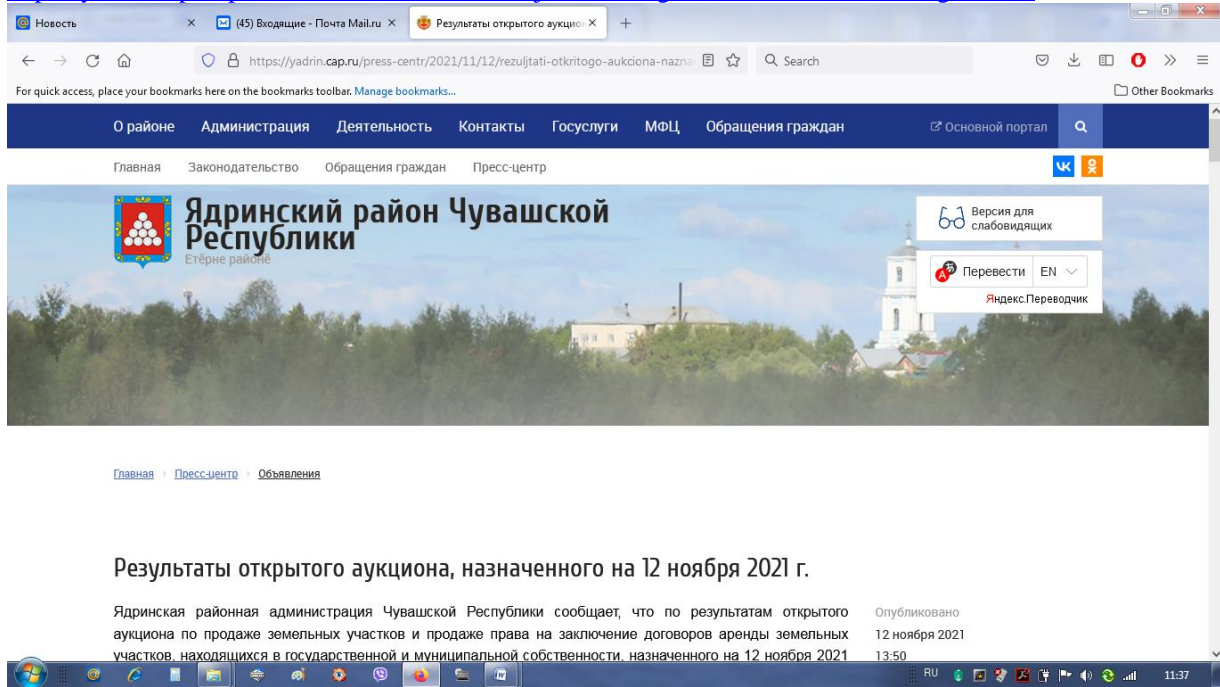 Новость
(45) Входящие - Почта Mail.ru
Результаты открытого аукцио
https://yadrin.cap.ru/press-centr/2021/11/12/rezuljtati-otkritogo-aukciona-nazna
Search
For quick access, place your bookmarks here on the bookmarks toolbar. Manage bookmarks...
Other Bookmarks
О районе Администрация Деятельность Контакты Госуслуги МФЦ Обращения граждан Основной портал
Главная Законодательство Обращения граждан Пресс-центр
Ядринский район Чувашской
Республики
Етĕрне районĕ
Версия для
слабовидящих
Перевести EN
Яндекс.Переводчик
Главная Пресс-центр Объявления
Результаты открытого аукциона, назначенного на 12 ноября 2021 г.
Ядринская районная администрация Чувашской Республики сообщает, что по результатам открытого
аукциона по продаже земельных участков и продаже права на заключение договоров аренды земельных
участков, находящихся в государственной и муниципальной собственности, назначенного на 12 ноября 2021
Опубликовано
12 ноября 2021
13:50
RU 11:37